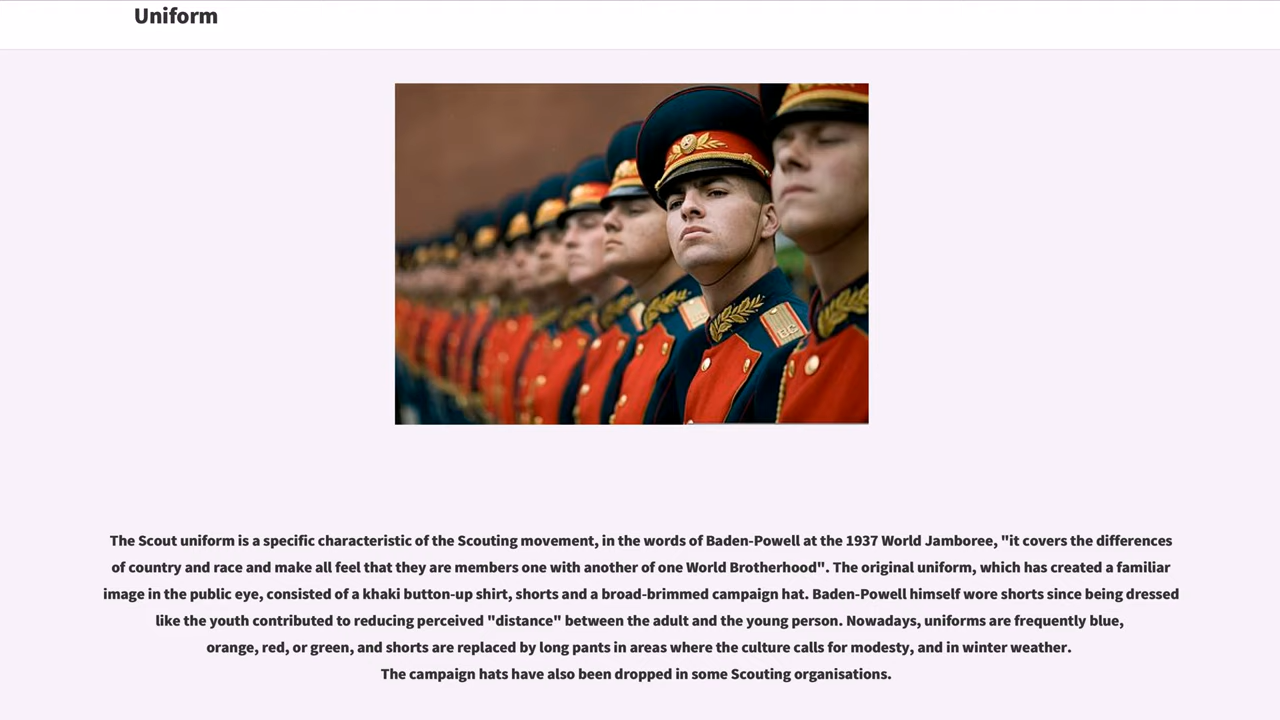 Uniform
BC
The Scout uniform is a specific characteristic of the Scouting movement, in the words of Baden-Powell at the 1937 World Jamboree, "it covers the differences
of country and race and make all feel that they are members one with another of one World Brotherhood". The original uniform, which has created a familiar
image in the public eye, consisted of a khaki button-up shirt, shorts and a broad-brimmed campaign hat. Baden-Powell himself wore shorts since being dressed
like the youth contributed to reducing perceived "distance" between the adult and the young person. Nowadays, uniforms are frequently blue,
orange, red, or green, and shorts are replaced by long pants in areas where the culture calls for modesty, and in winter weather.
The campaign hats have also been dropped in some Scouting organisations.